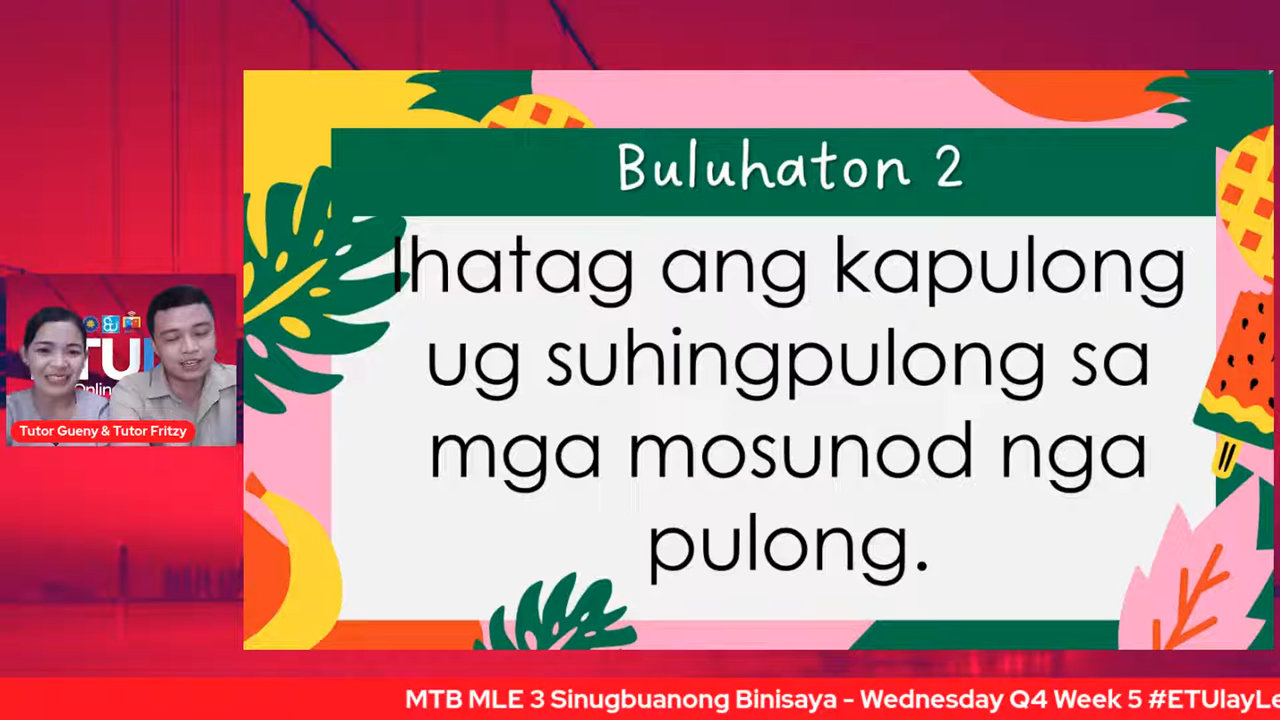 Buluhaton 2
Ihatag ang kapulong
ug suhingpulong sa
mga mosunod nga
pulong.
Tutor Gueny & Tutor Fritzy
MTB MLE 3 Sinugbuanong Binisaya - Wednesday Q4 Week 5 #ETUlayLe